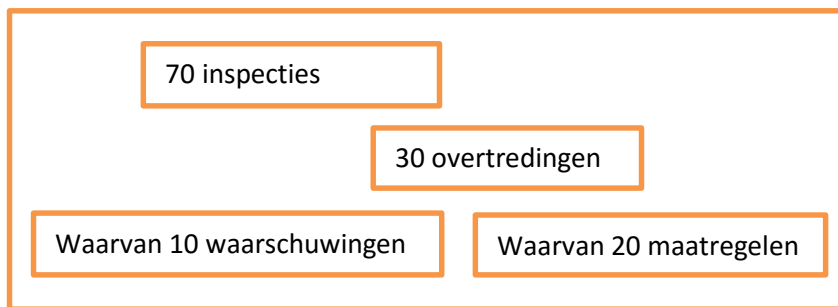 70 inspecties
30 overtredingen
Waarvan 10 waarschuwingen
Waarvan 20 maatregelen